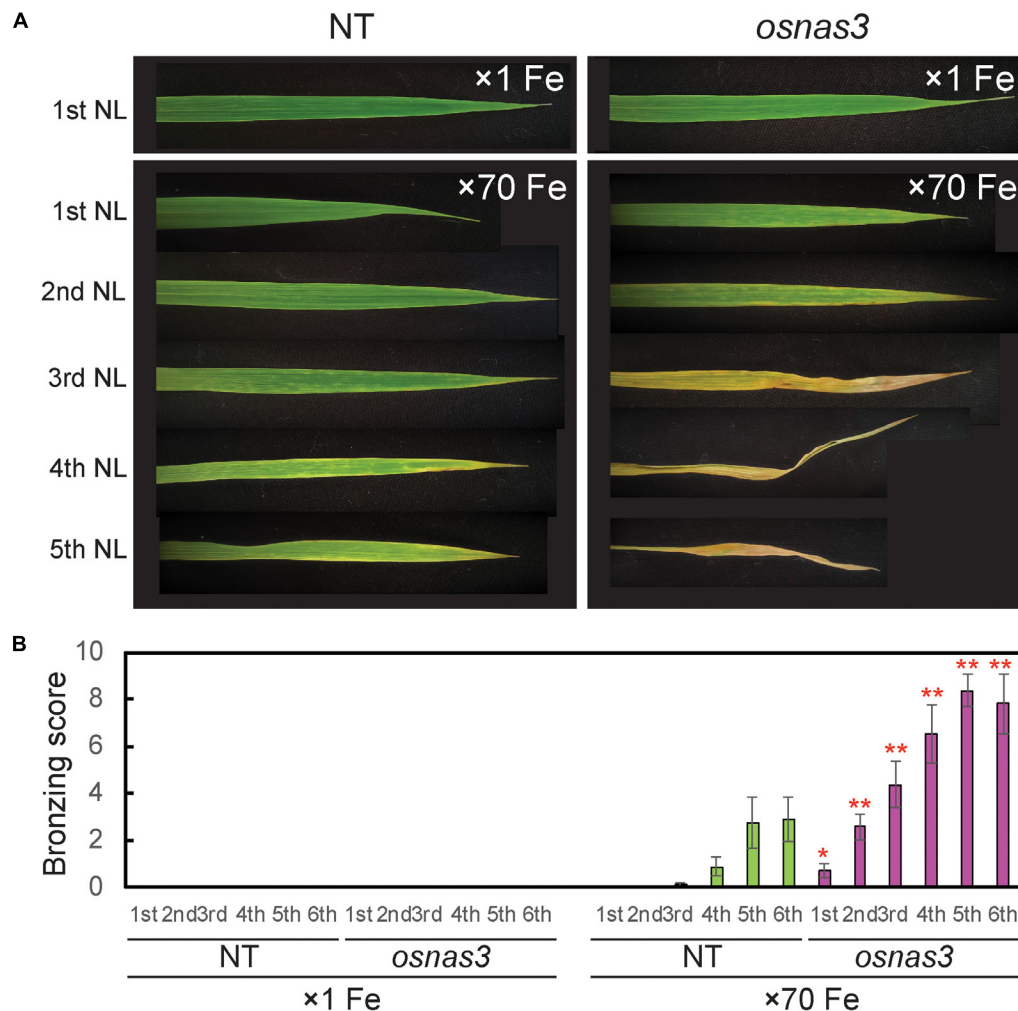 A
NT
osnas3
×1 Fe
×1 Fe
1st NL
×70 Fe
×70 Fe
1st NL
2nd NL
3rd NL
4th NL
5th NL
B
Bronzing score
10
8
6
4
2
0
*
**
**
**
**
**
1st 2nd 3rd 4th 5th 6th 1st 2nd 3rd 4th 5th 6th 1st 2nd 3rd 4th 5th 6th 1st 2nd 3rd 4th 5th 6th
NT osnas3 NT osnas3
×1 Fe ×70 Fe